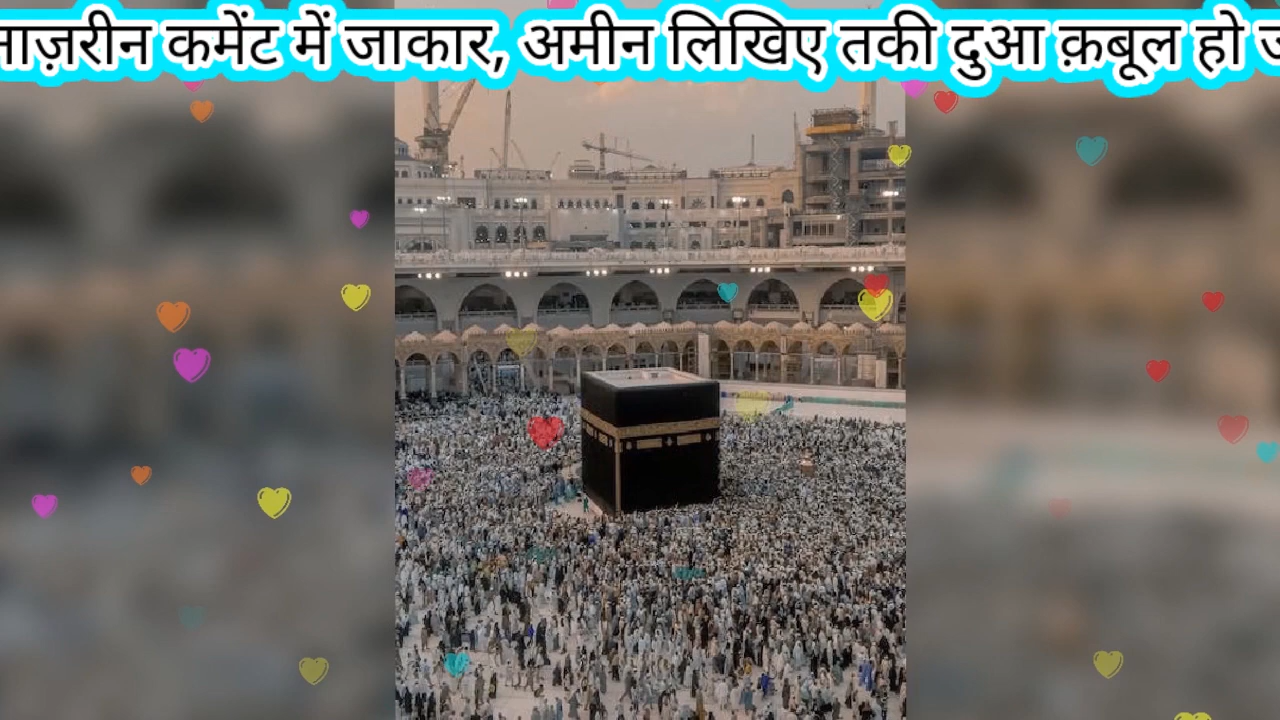 नाज़रीन कमेंट में जाकार, अमीन लिखिए तकी दुआ क़बूल हो